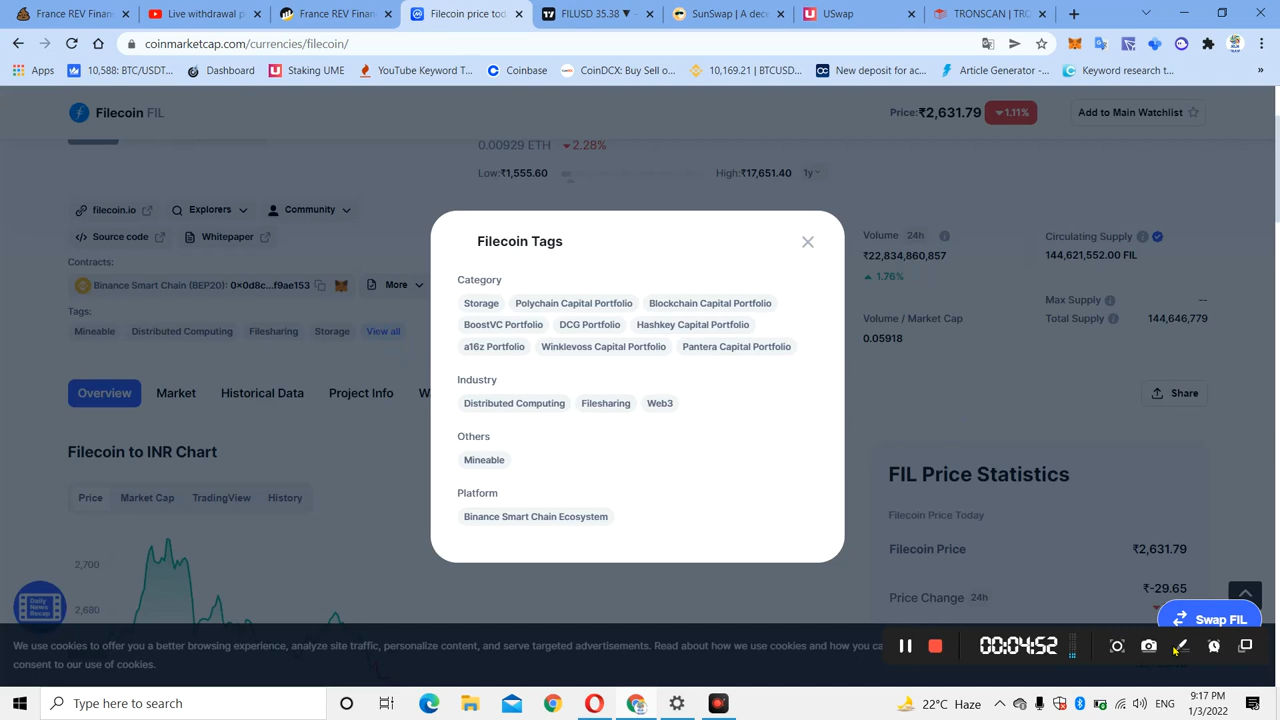 France REV Finan
France REV Finan
Filecoin Pric
FILUSD 35.38 ▼
SunSwap | A dece
USwap
TRONSCAN | TRON
coinmarketcap.com/currencies/filecoin/
Apps
10,588: BTC/USDT...
Dashboard
Staking UME
YouTube Keyword T...
Coinbase
CoinDCX: Buy Sell o...
10,169.21 | BTCUSD...
New deposit for ac...
Article Generator -...
Keyword research t...
»
Filecoin FIL
Price: ₹2,631.79 ▼1.11%
Add to Main Watchlist
0.00929 ETH ▼2.28%
Low: ₹1,555.60
High: ₹17,651.40
1y
filecoin.io
Explorers
Community
Source code
Whitepaper
Contracts:
Binance Smart Chain (BEP20): 0x0d8c...f9ae153
More
Tags:
Mineable Distributed Computing Filesharing Storage View all
Volume 24h
₹22,834,860,857
▲ 1.76%
Volume / Market Cap
0.05918
Circulating Supply
144,621,552.00 FIL
Max Supply --
Total Supply 144,646,779
Filecoin Tags
Category
Storage Polychain Capital Portfolio Blockchain Capital Portfolio
BoostVC Portfolio DCG Portfolio Hashkey Capital Portfolio
a16z Portfolio Winklevoss Capital Portfolio Pantera Capital Portfolio
Industry
Distributed Computing Filesharing Web3
Others
Mineable
Platform
Binance Smart Chain Ecosystem
Overview Market Historical Data Project Info W
Share
Filecoin to INR Chart
Price Market Cap TradingView History
2,700
2,680
Daily
News
Recap
FIL Price Statistics
Filecoin Price Today
Filecoin Price ₹2,631.79
Price Change 24h ₹-29.65
Swap FIL
We use cookies to offer you a better browsing experience, analyze site traffic, personalize content, and serve targeted advertisements. Read about how we use cookies and how you ca
consent to our use of cookies.
00:04:52
Type here to search
22°C Haze
ENG
9:17 PM
1/3/2022